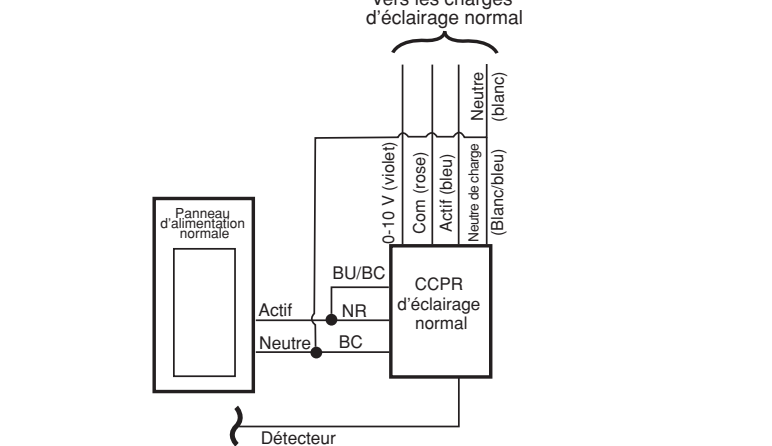 vers les charges
d'éclairage normal
Neutre
(blanc)
0-10 V (violet)
Com (rose)
Actif (bleu)
Neutre de charge
(Blanc/bleu)
Panneau
d'alimentation
normale
BU/BC
CCPR
d'éclairage
normal
Actif
NR
Neutre
BC
Détecteur